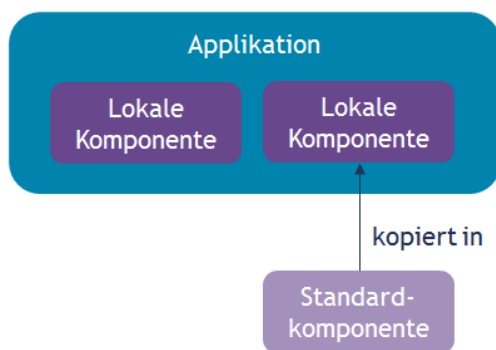 Applikation
Lokale
Komponente
Lokale
Komponente
kopiert in
Standard-
komponente